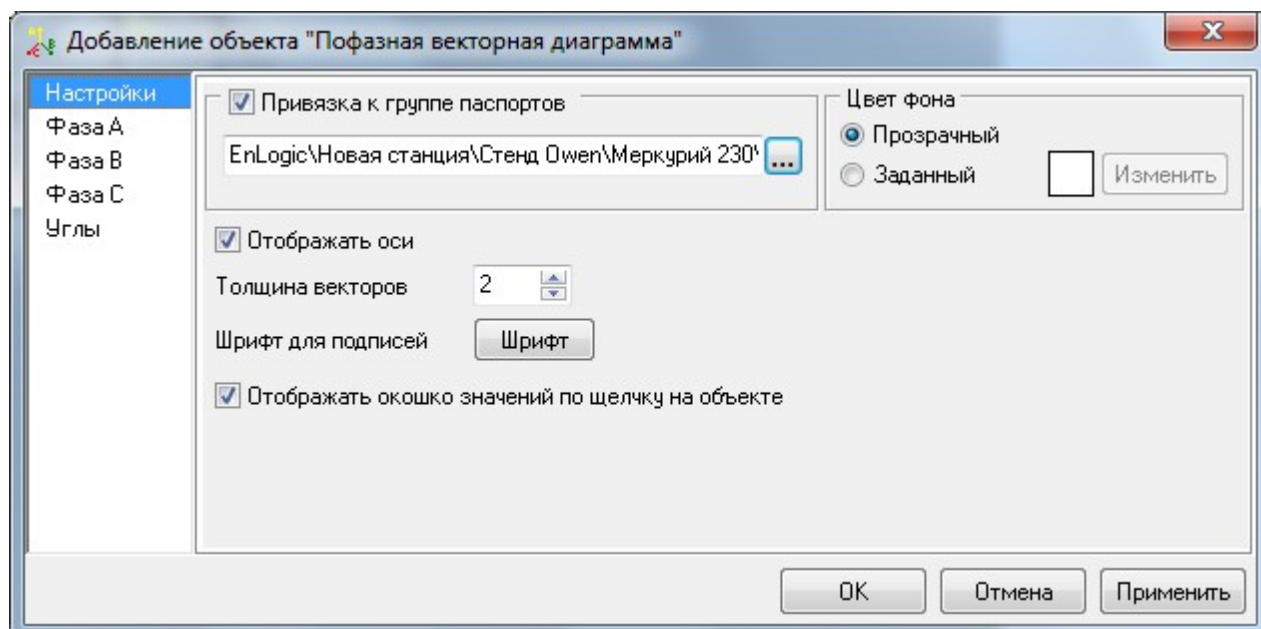 Добавление объекта "Пофазная векторная диаграмма"
Настройки
Фаза A
Фаза B
Фаза C
Углы
Привязка к группе паспортов
EnLogic\Новая станция\Стенд Owen\Меркурий 230\
...
Цвет фона
Прозрачный
Заданный
Изменить
Отображать оси
Толщина векторов
2
Шрифт для подписей
Шрифт
Отображать окошко значений по щелчку на объекте
OK
Отмена
Применить